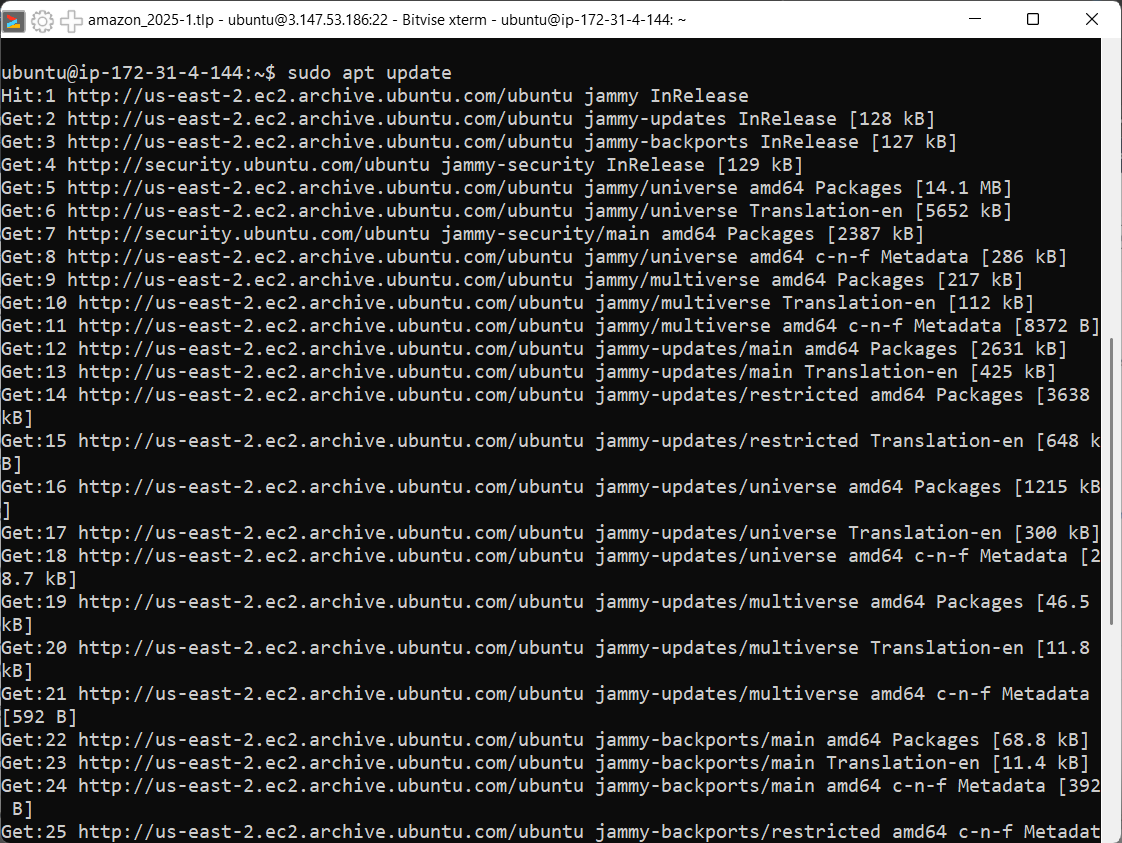 amazon_2025-1.tlp - ubuntu@3.147.53.186:22 - Bitvise xterm - ubuntu@ip-172-31-4-144: ~
ubuntu@ip-172-31-4-144:~$ sudo apt update
Hit:1 http://us-east-2.ec2.archive.ubuntu.com/ubuntu jammy InRelease
Get:2 http://us-east-2.ec2.archive.ubuntu.com/ubuntu jammy-updates InRelease [128 kB]
Get:3 http://us-east-2.ec2.archive.ubuntu.com/ubuntu jammy-backports InRelease [127 kB]
Get:4 http://security.ubuntu.com/ubuntu jammy-security InRelease [129 kB]
Get:5 http://us-east-2.ec2.archive.ubuntu.com/ubuntu jammy/universe amd64 Packages [14.1 MB]
Get:6 http://us-east-2.ec2.archive.ubuntu.com/ubuntu jammy/universe Translation-en [5652 kB]
Get:7 http://security.ubuntu.com/ubuntu jammy-security/main amd64 Packages [2387 kB]
Get:8 http://us-east-2.ec2.archive.ubuntu.com/ubuntu jammy/universe amd64 c-n-f Metadata [286 kB]
Get:9 http://us-east-2.ec2.archive.ubuntu.com/ubuntu jammy/multiverse amd64 Packages [217 kB]
Get:10 http://us-east-2.ec2.archive.ubuntu.com/ubuntu jammy/multiverse Translation-en [112 kB]
Get:11 http://us-east-2.ec2.archive.ubuntu.com/ubuntu jammy/multiverse amd64 c-n-f Metadata [8372 B]
Get:12 http://us-east-2.ec2.archive.ubuntu.com/ubuntu jammy-updates/main amd64 Packages [2631 kB]
Get:13 http://us-east-2.ec2.archive.ubuntu.com/ubuntu jammy-updates/main Translation-en [425 kB]
Get:14 http://us-east-2.ec2.archive.ubuntu.com/ubuntu jammy-updates/restricted amd64 Packages [3638
kB]
Get:15 http://us-east-2.ec2.archive.ubuntu.com/ubuntu jammy-updates/restricted Translation-en [648 k
B]
Get:16 http://us-east-2.ec2.archive.ubuntu.com/ubuntu jammy-updates/universe amd64 Packages [1215 kB
]
Get:17 http://us-east-2.ec2.archive.ubuntu.com/ubuntu jammy-updates/universe Translation-en [300 kB]
Get:18 http://us-east-2.ec2.archive.ubuntu.com/ubuntu jammy-updates/universe amd64 c-n-f Metadata [2
8.7 kB]
Get:19 http://us-east-2.ec2.archive.ubuntu.com/ubuntu jammy-updates/multiverse amd64 Packages [46.5
kB]
Get:20 http://us-east-2.ec2.archive.ubuntu.com/ubuntu jammy-updates/multiverse Translation-en [11.8
kB]
Get:21 http://us-east-2.ec2.archive.ubuntu.com/ubuntu jammy-updates/multiverse amd64 c-n-f Metadata
[592 B]
Get:22 http://us-east-2.ec2.archive.ubuntu.com/ubuntu jammy-backports/main amd64 Packages [68.8 kB]
Get:23 http://us-east-2.ec2.archive.ubuntu.com/ubuntu jammy-backports/main Translation-en [11.4 kB]
Get:24 http://us-east-2.ec2.archive.ubuntu.com/ubuntu jammy-backports/main amd64 c-n-f Metadata [392
 B]
Get:25 http://us-east-2.ec2.archive.ubuntu.com/ubuntu jammy-backports/restricted amd64 c-n-f Metadat